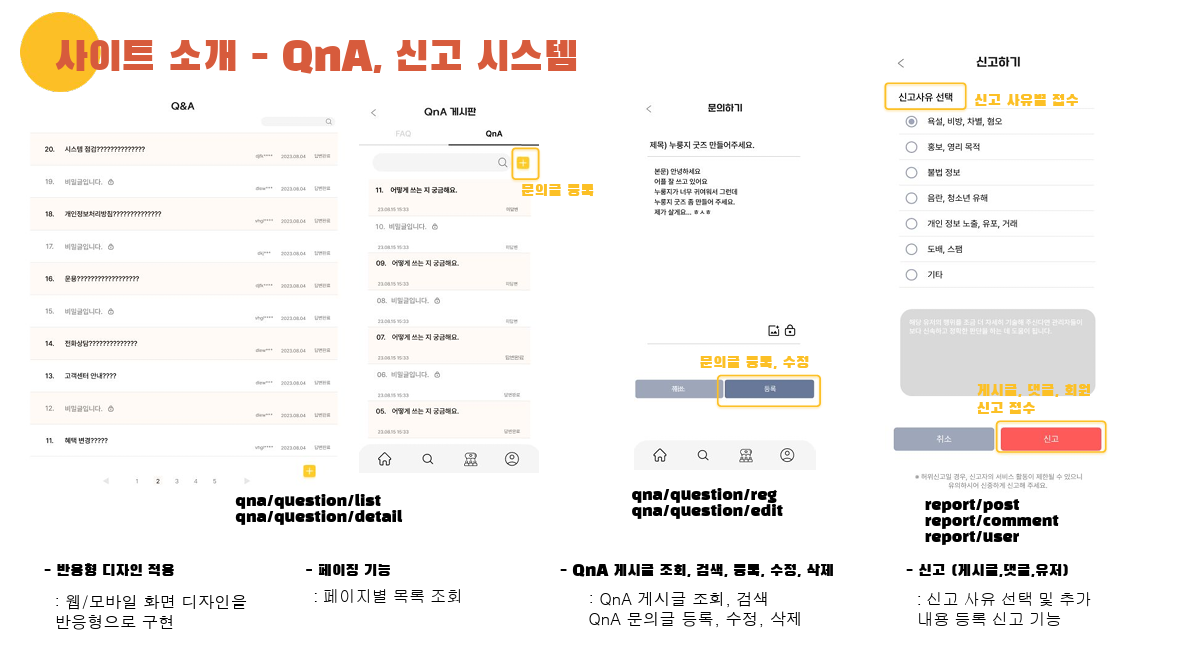 사이트 소개 - QnA, 신고 시스템
Q&A
20. 시스템 점검??????????????
djfk**** 2023.08.04 답변완료
19. 비밀글입니다.
dlww*** 2023.08.04 답변완료
18. 개인정보처리방침??????????????
vhgl**** 2023.08.04 답변완료
17. 비밀글입니다.
dkj*** 2023.08.04 답변완료
16. 운용??????????????????
djfk**** 2023.08.04 답변완료
15. 비밀글입니다.
vhgl**** 2023.08.04 답변완료
14. 전화상담??????????????
dlww*** 2023.08.04 답변완료
13. 고객센터 안내????
dlww*** 2023.08.04 답변완료
12. 비밀글입니다.
dlww*** 2023.08.04 답변완료
11. 혜택 변경?????
vhgl**** 2023.08.04 답변완료
1 2 3 4 5
QnA 게시판
FAQ QnA
문의글 등록
11. 어떻게 쓰는 지 궁금해요.
23.08.15 15:33 미답변
10. 비밀글입니다.
23.08.15 15:33 미답변
09. 어떻게 쓰는 지 궁금해요.
23.08.15 15:33 미답변
08. 비밀글입니다.
23.08.15 15:33 미답변
07. 어떻게 쓰는 지 궁금해요.
23.08.15 15:33 답변완료
06. 비밀글입니다.
23.08.15 15:33 답변완료
05. 어떻게 쓰는 지 궁금해요.
23.08.15 15:33 답변완료
qna/question/list
qna/question/detail
문의하기
제목) 누룽지 굿즈 만들어주세요.
본문) 안녕하세요
어플 잘 쓰고 있어요
누룽지가 너무 귀여워서 그런데
누룽지 굿즈 좀 만들어 주세요.
제가 살게요... ㅎㅅㅎ
문의글 등록, 수정
등록
qna/question/reg
qna/question/edit
신고하기
신고사유 선택
신고 사유별 접수
욕설, 비방, 차별, 혐오
홍보, 영리 목적
불법 정보
음란, 청소년 유해
개인 정보 노출, 유포, 거래
도배, 스팸
기타
해당 유저의 행위를 조금 더 자세히 기술해 주신다면 관리자들이
보다 신속하고 정확한 판단을 하는 데 도움이 됩니다.
게시글, 댓글, 회원
신고 접수
취소 신고
※ 허위신고일 경우, 신고자의 서비스 활동이 제한될 수 있으니
유의하시어 신중하게 신고해 주세요.
report/post
report/comment
report/user
- 반응형 디자인 적용
: 웹/모바일 화면 디자인을
반응형으로 구현
- 페이징 기능
: 페이지별 목록 조회
- QnA 게시글 조회, 검색, 등록, 수정, 삭제
: QnA 게시글 조회, 검색
QnA 문의글 등록, 수정, 삭제
- 신고 (게시글,댓글,유저)
: 신고 사유 선택 및 추가
내용 등록 신고 기능